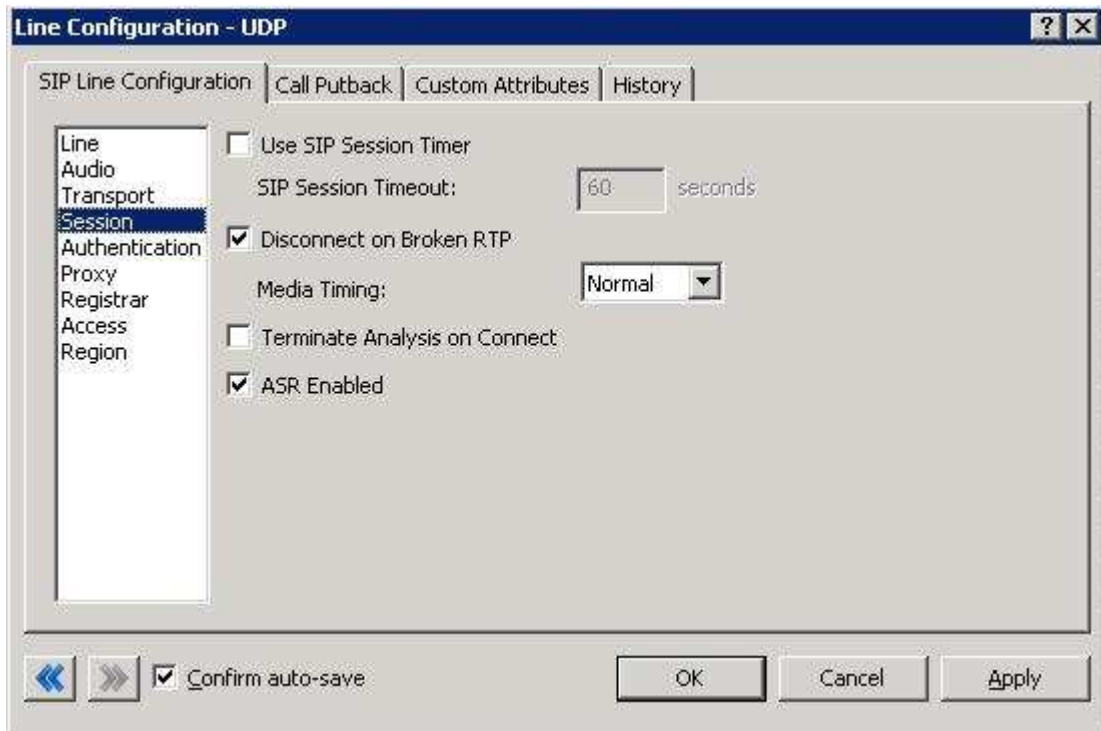 Line Configuration - UDP
SIP Line Configuration
Call Putback
Custom Attributes
History
Line
Audio
Transport
Session
Authentication
Proxy
Registrar
Access
Region
Use SIP Session Timer
SIP Session Timeout: 60 seconds
Disconnect on Broken RTP
Media Timing: Normal
Terminate Analysis on Connect
ASR Enabled
Confirm auto-save
OK
Cancel
Apply